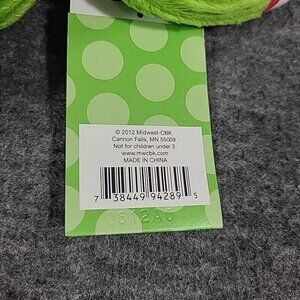 © 2012 Midwest-CBK
Cannon Falls, MN 55009
Not for children under 3
www.mwcbk.com
MADE IN CHINA
7 38449 94289 5